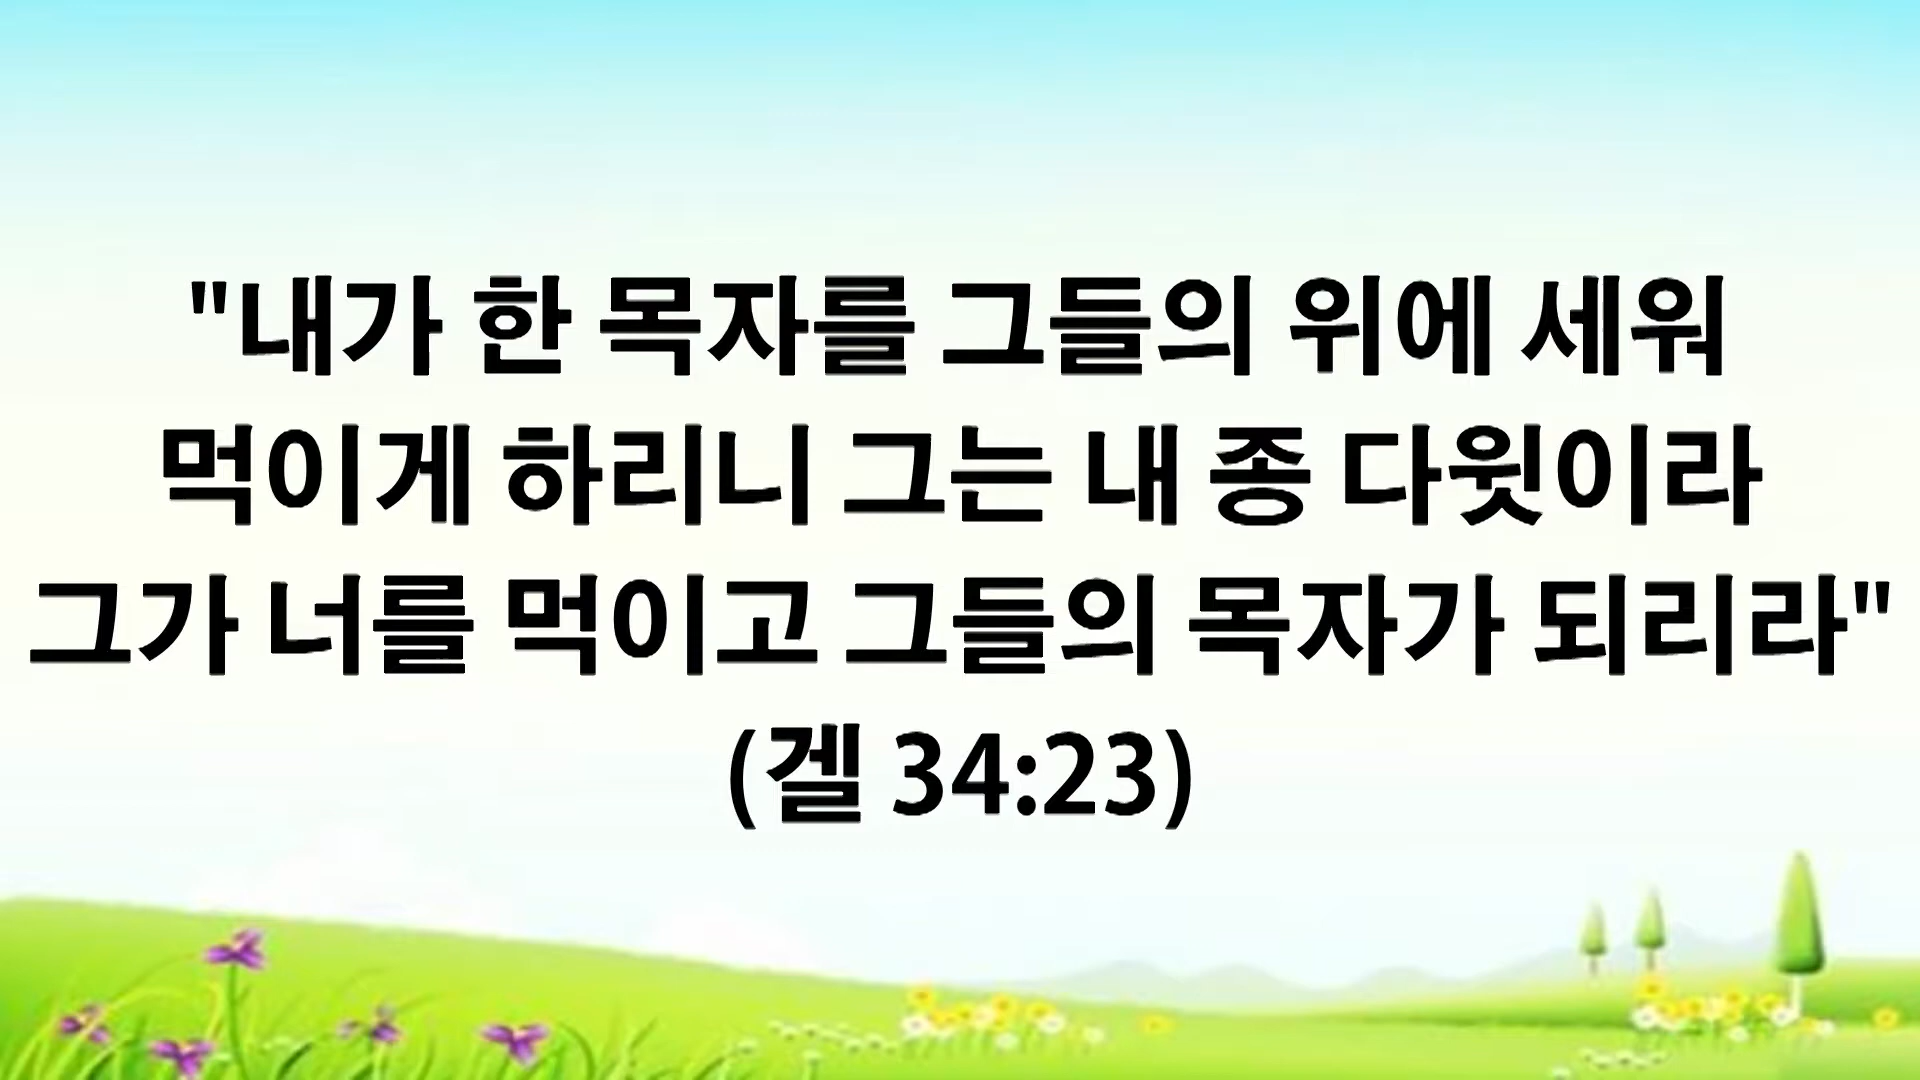 "내가 한 목자를 그들의 위에 세워
먹이게 하리니 그는 내 종 다윗이라
그가 너를 먹이고 그들의 목자가 되리라"
(겔 34:23)